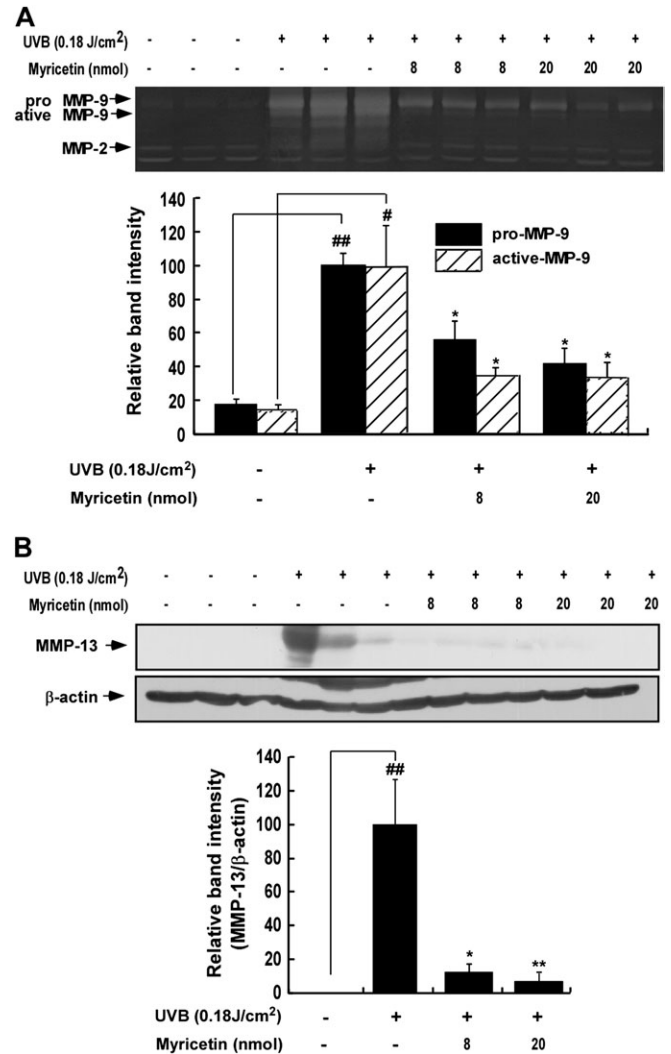 A
UVB (0.18 J/cm²) - - - + + + + + + + + +
Myricetin (nmol) - - - - - - 8 8 8 20 20 20
pro MMP-9
ative MMP-9
MMP-2
140
120
100
80
60
40
20
0
Relative band intensity
## #
pro-MMP-9
active-MMP-9
* * * *
UVB (0.18J/cm²) - + + +
Myricetin (nmol) - - 8 20
B
UVB (0.18 J/cm²) - - - + + + + + + + + +
Myricetin (nmol) - - - - - - 8 8 8 20 20 20
MMP-13
β-actin
140
120
100
80
60
40
20
0
Relative band intensity
(MMP-13/β-actin)
##
* **
UVB (0.18J/cm²) - + + +
Myricetin (nmol) - - 8 20